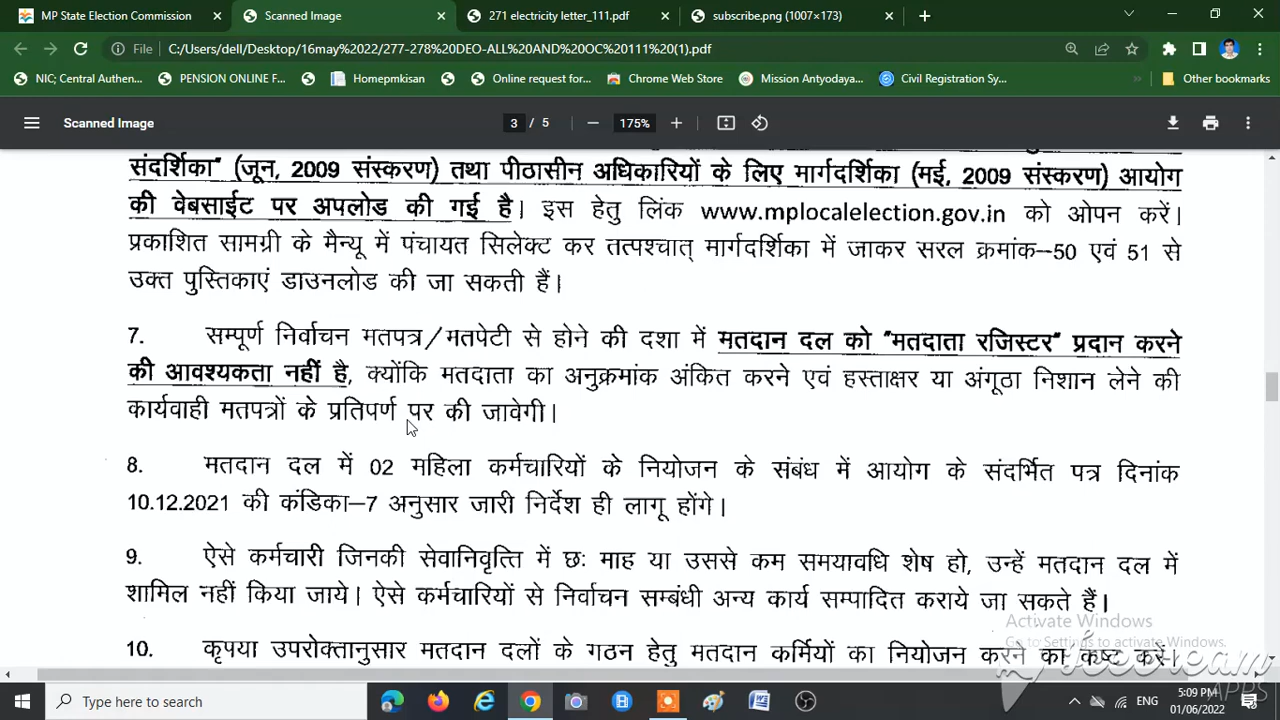 MP State Election Commission
Scanned Image
271 electricity letter_111.pdf
subscribe.png (1007×173)
File
C:/Users/dell/Desktop/16may%2022/277-278%20DEO-ALL%20AND%20OC%20111%20(1).pdf
NIC; Central Authen...
PENSION ONLINE F...
Homepmkisan
Online request for...
Chrome Web Store
Mission Antyodaya...
Civil Registration Sy...
Other bookmarks
Scanned Image
3 / 5
175%
संदर्शिका" (जून, 2009 संस्करण) तथा पीठासीन अधिकारियों के लिए मार्गदर्शिका (मई, 2009 संस्करण) आयोग
की वेबसाईट पर अपलोड की गई है। इस हेतु लिंक www.mplocalelection.gov.in को ओपन करें।
प्रकाशित सामग्री के मैन्यू में पंचायत सिलेक्ट कर तत्पश्चात् मार्गदर्शिका में जाकर सरल क्रमांक–50 एवं 51 से
उक्त पुस्तिकाएं डाउनलोड की जा सकती हैं।
7. सम्पूर्ण निर्वाचन मतपत्र/मतपेटी से होने की दशा में मतदान दल को "मतदाता रजिस्टर" प्रदान करने
की आवश्यकता नहीं है, क्योंकि मतदाता का अनुक्रमांक अंकित करने एवं हस्ताक्षर या अंगूठा निशान लेने की
कार्यवाही मतपत्रों के प्रतिपर्ण पर की जावेगी।
8. मतदान दल में 02 महिला कर्मचारियों के नियोजन के संबंध में आयोग के संदर्भित पत्र दिनांक
10.12.2021 की कंडिका–7 अनुसार जारी निर्देश ही लागू होंगे।
9. ऐसे कर्मचारी जिनकी सेवानिवृत्ति में छः माह या उससे कम समयावधि शेष हो, उन्हें मतदान दल में
शामिल नहीं किया जाये। ऐसे कर्मचारियों से निर्वाचन सम्बंधी अन्य कार्य सम्पादित कराये जा सकते हैं।
10. कृपया उपरोक्तानुसार मतदान दलों के गठन हेतु मतदान कर्मियों का नियोजन करने का कष्ट करें
Activate Windows
Go to Settings to activate Windows.
APPS
Type here to search
ENG
5:09 PM
01/06/2022